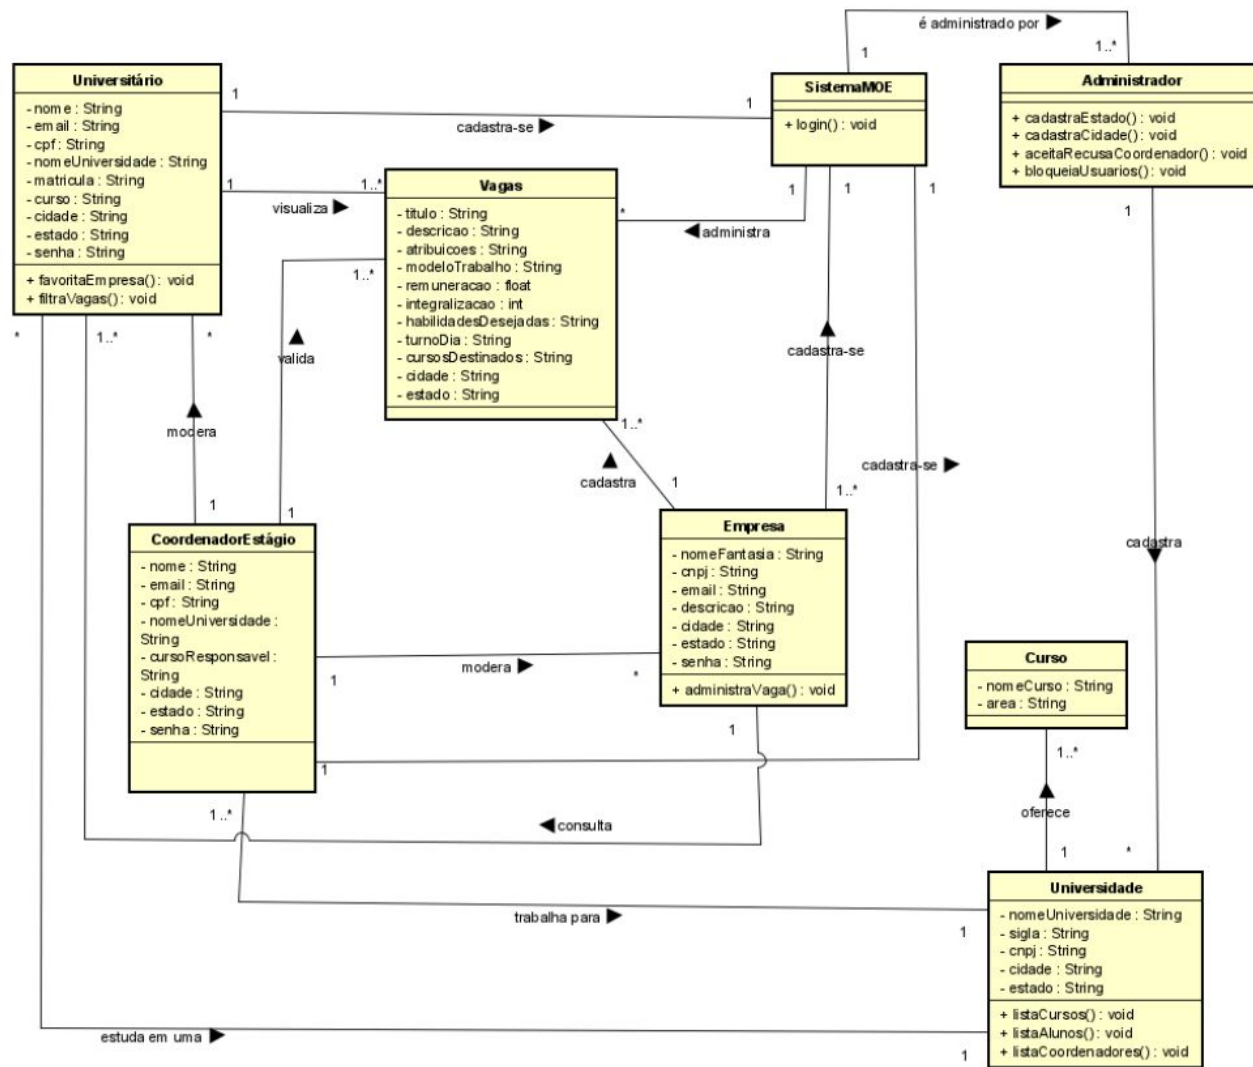 é administrado por ▶
1
1..*
Universitário
- nome : String
- email : String
- cpf : String
- nomeUniversidade : String
- matricula : String
- curso : String
- cidade : String
- estado : String
- senha : String
+ favoritaEmpresa() : void
+ filtraVagas() : void
SistemaMOE
+ login() : void
Administrador
+ cadastraEstado() : void
+ cadastraCidade() : void
+ aceitaRecusaCoordenador() : void
+ bloqueiaUsuarios() : void
1
1
cadastra-se ▶
1
1..*
visualiza ▶
Vagas
- titulo : String
- descricao : String
- atribuicoes : String
- modeloTrabalho : String
- remuneracao : float
- integralizacao : int
- habilidadesDesejadas : String
- turnoDia : String
- cursosDestinados : String
- cidade : String
- estado : String
1
1
1
1
*
◀ administra
1..*
*
1..*
*
valida
cadastra-se
modera
1..*
cadastra
1
cadastra-se ▶
1..*
1
1
CoordenadorEstágio
- nome : String
- email : String
- cpf : String
- nomeUniversidade :
String
- cursoResponsavel :
String
- cidade : String
- estado : String
- senha : String
Empresa
- nomeFantasia : String
- cnpj : String
- email : String
- descricao : String
- cidade : String
- estado : String
- senha : String
+ administraVaga() : void
cadastra
modera ▶
1
*
Curso
- nomeCurso : String
- area : String
1
1
1..*
1..*
◀ consulta
oferece
1
*
Universidade
- nomeUniversidade : String
- sigla : String
- cnpj : String
- cidade : String
- estado : String
+ listaCursos() : void
+ listaAlunos() : void
+ listaCoordenadores() : void
trabalha para ▶
1
estuda em uma ▶
1